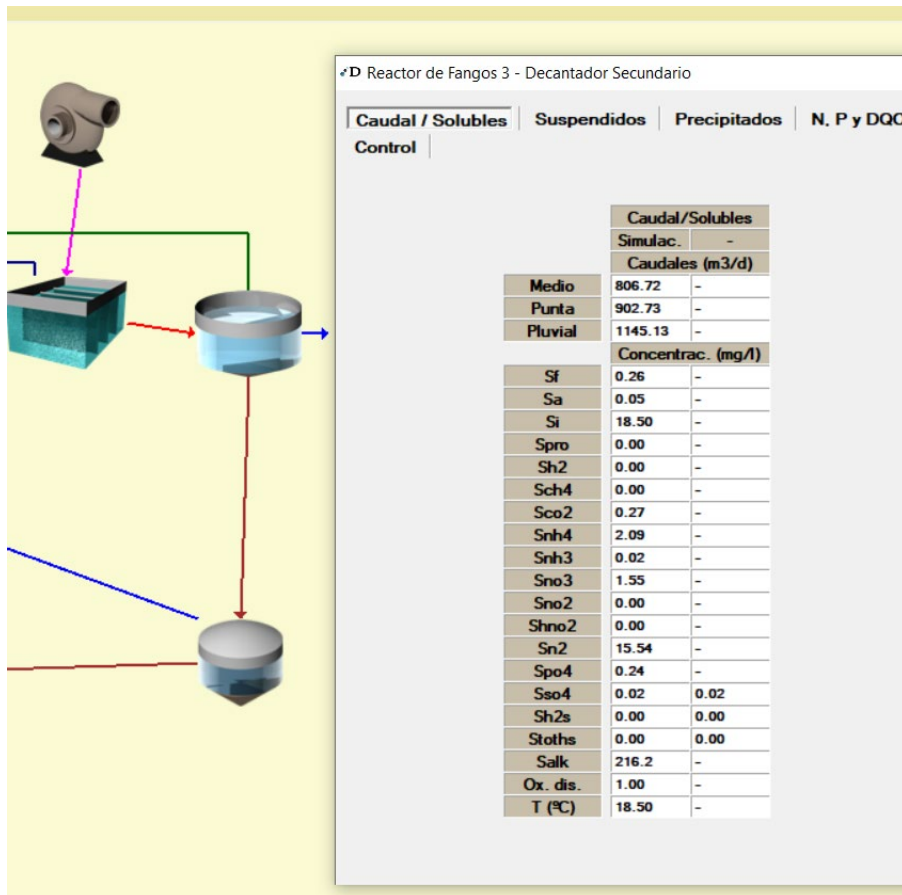 D Reactor de Fangos 3 - Decantador Secundario
Caudal / Solubles Suspendidos Precipitados N, P y DQO
Control
Caudal/Solubles
Simulac. -
Caudales (m3/d)
Medio 806.72 -
Punta 902.73 -
Pluvial 1145.13 -
Concentrac. (mg/l)
Sf 0.26 -
Sa 0.05 -
Si 18.50 -
Spro 0.00 -
Sh2 0.00 -
Sch4 0.00 -
Sco2 0.27 -
Snh4 2.09 -
Snh3 0.02 -
Sno3 1.55 -
Sno2 0.00 -
Shno2 0.00 -
Sn2 15.54 -
Spo4 0.24 -
Sso4 0.02 0.02
Sh2s 0.00 0.00
Stoths 0.00 0.00
Salk 216.2 -
Ox. dis. 1.00 -
T (ºC) 18.50 -